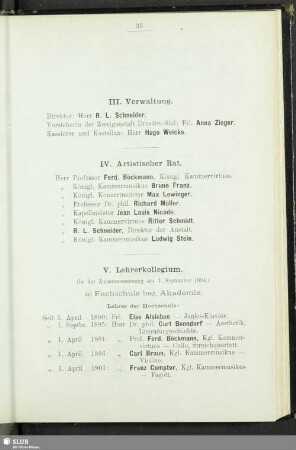 35
III. Verwaltung.
Direktor: Herr R. L. Schneider.
Vorsteherin der Zweiganstalt Dresden-Süd: Frl. Anna Zieger.
Kassierer und Kastellan: Herr Hugo Welcke.
IV. Artistischer Rat.
Herr Professor Ferd. Böckmann, Königl. Kammervirtuos.
„ Königl. Kammermusikus Bruno Franz.
„ Königl. Konzertmeister Max Lewinger.
„ Professor Dr. phil. Richard Müller.
„ Kapellmeister Jean Louis Nicodé.
„ Königl. Kammervirtuos Ritter Schmidt.
„ R. L. Schneider, Direktor der Anstalt.
„ Königl. Kammermusikus Ludwig Stein.
V. Lehrerkollegium.
(In der Zusammensetzung am 1. September 1904.)
a) Fachschule bez. Akademie.
Lehrer der Hochschule:
Seit 1. April 1890: Frl. Else Alsleben — Janko-Klavier.
„ 1. Septbr. 1895: Herr Dr. phil. Curt Benndorf — Aesthetik,
Literaturgeschichte.
„ 1. April 1891: „ Prof. Ferd. Böckmann, Kgl. Kammer-
virtuos — Cello, Streichquartett.
„ 1. April 1896: „ Carl Braun, Kgl. Kammermusikus —
Violine.
„ 1. April 1901: „ Franz Compter, Kgl. Kammermusikus
— Fagott.
SLUB